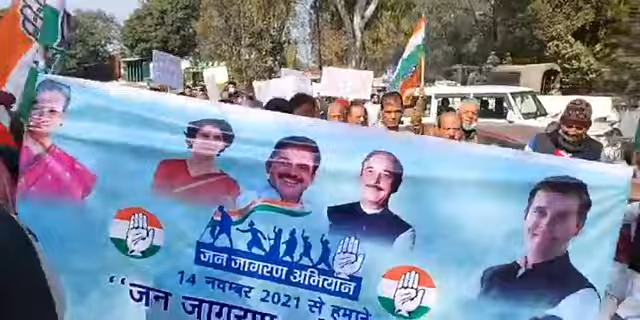 जन जागरण अभियान
14 नवम्बर 2021 से हमारे
“जन जागरण